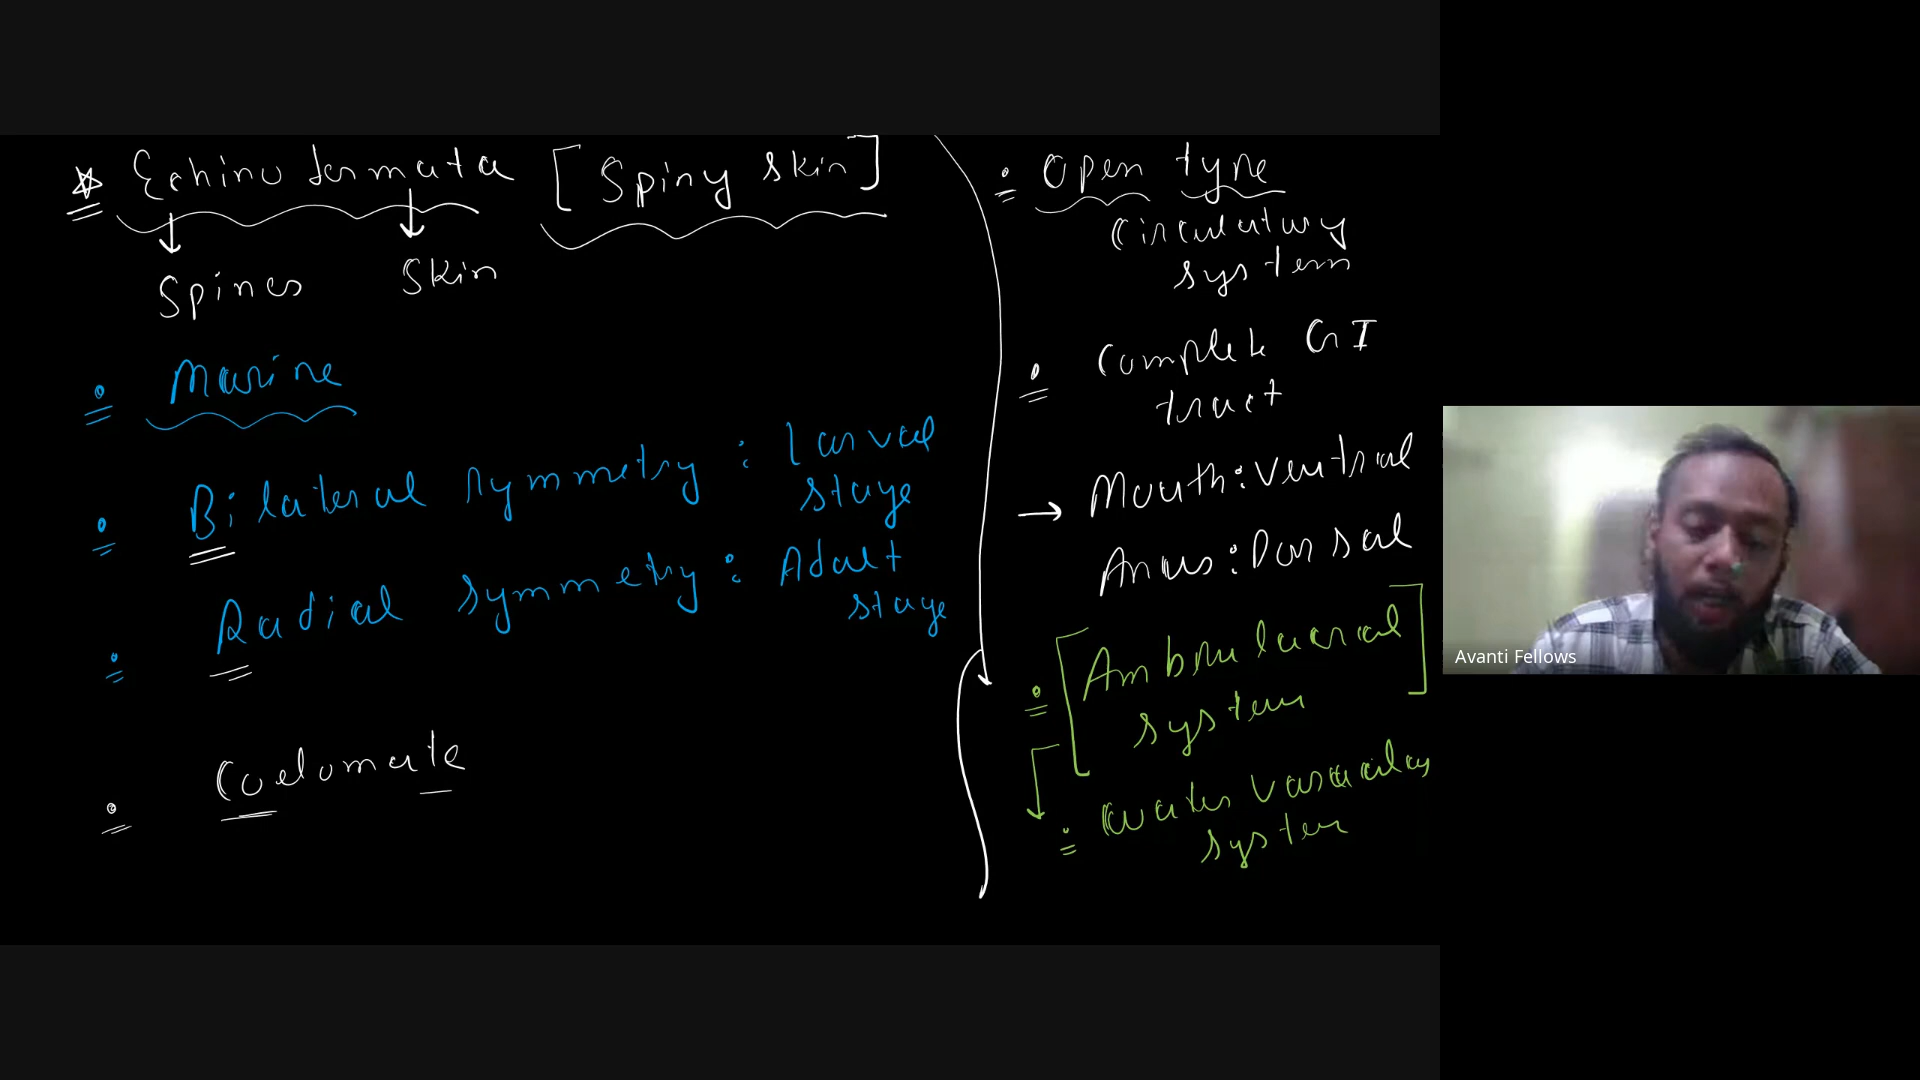 Echinodermata [Spiny skin]
Spines Skin
Marine
Bilateral symmetry : Larval
stage
Radial symmetry : Adult
stage
Coelomate
Open type
Circulatory
system
Complete GI
tract
→ Mouth : Ventral
Anus : Dorsal
[Ambulacral]
system
Water vascular
system
Avanti Fellows